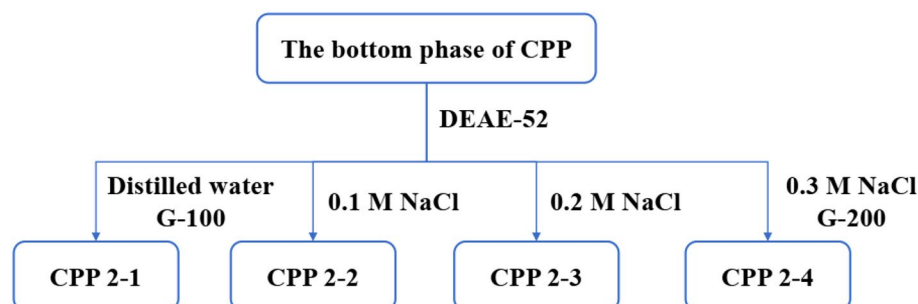 The bottom phase of CPP
DEAE-52
Distilled water
G-100
0.1 M NaCl
0.2 M NaCl
0.3 M NaCl
G-200
CPP 2-1
CPP 2-2
CPP 2-3
CPP 2-4